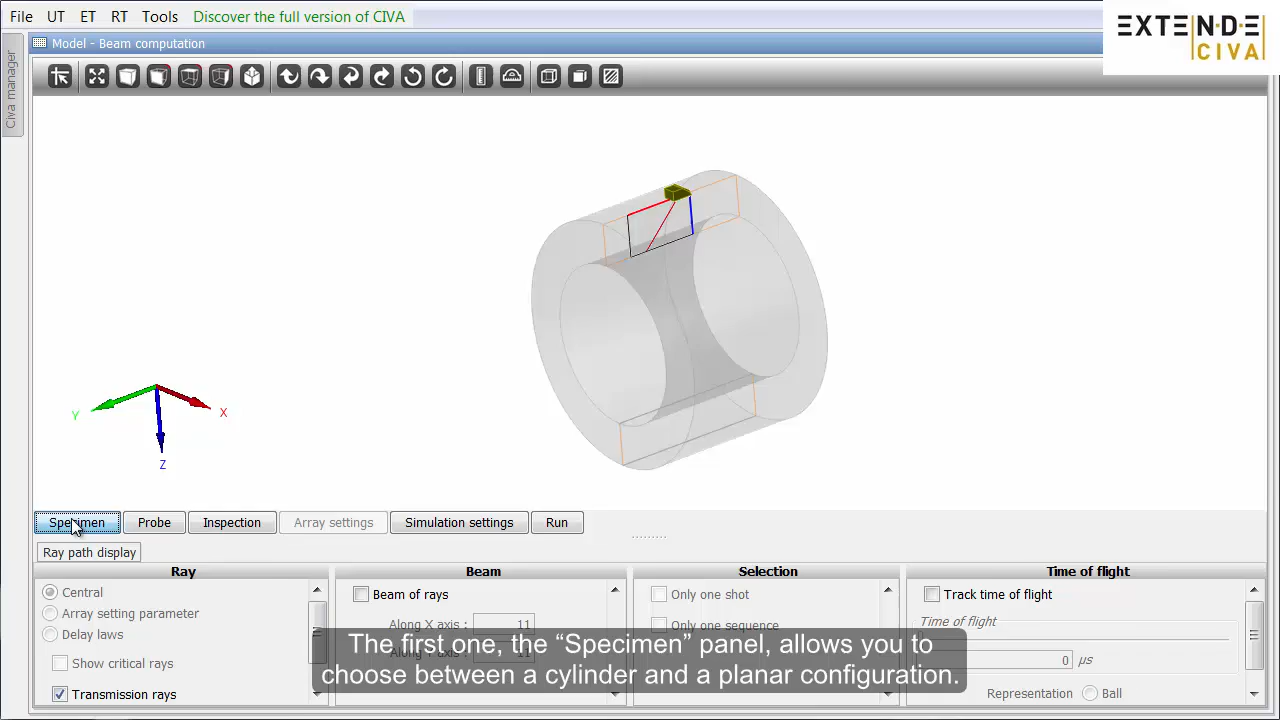 File UT ET RT Tools Discover the full version of CIVA
EXTENDE
CIVA
Civa manager
Model - Beam computation
Y
X
Z
Specimen Probe Inspection Array settings Simulation settings Run
Ray path display
Ray Beam Selection Time of flight
Central Beam of rays Only one shot Track time of flight
Array setting parameter Along X axis : 11 Only one sequence Time of flight
Delay laws
The first one, the “Specimen” panel, allows you to
choose between a cylinder and a planar configuration.
Show critical rays 0 µs
Transmission rays Representation Ball